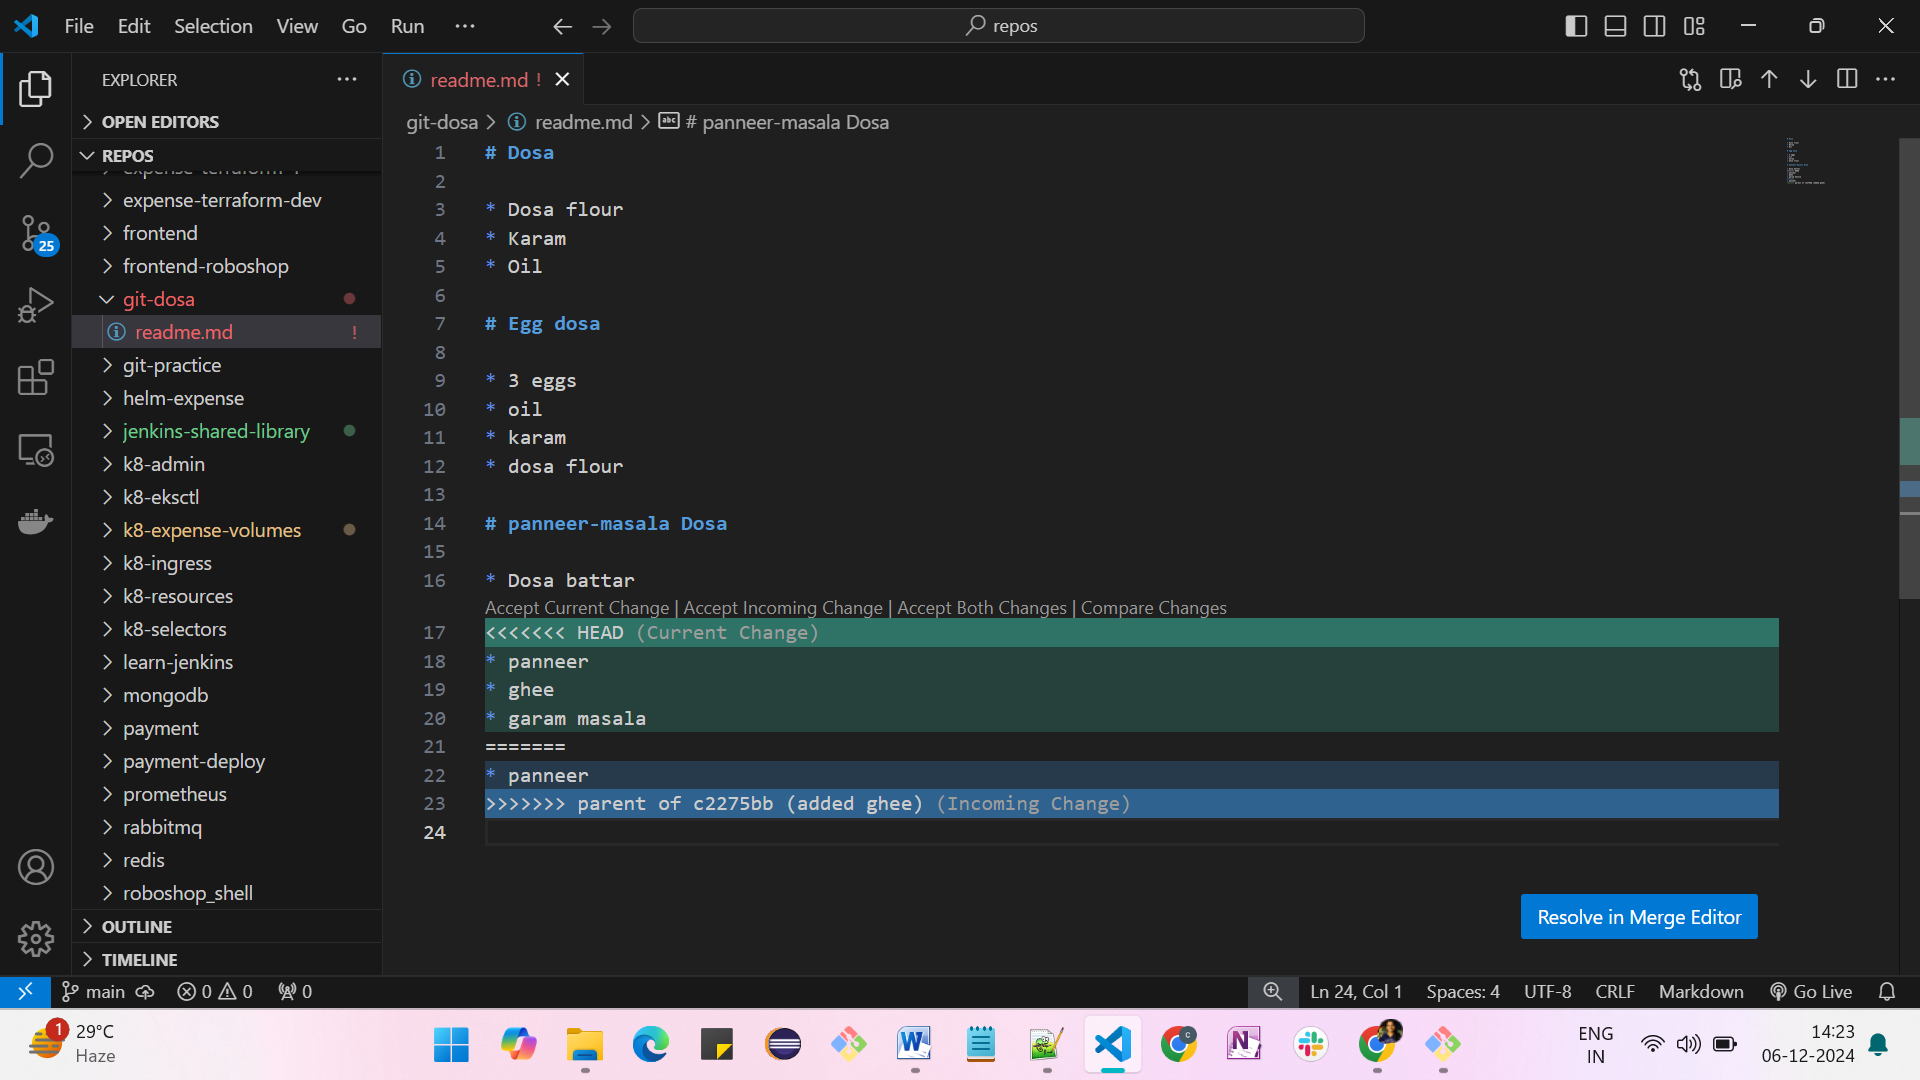 File Edit Selection View Go Run ...
repos
EXPLORER
OPEN EDITORS
REPOS
expense-terraform-dev
frontend
frontend-roboshop
git-dosa
readme.md !
git-practice
helm-expense
jenkins-shared-library
k8-admin
k8-eksctl
k8-expense-volumes
k8-ingress
k8-resources
k8-selectors
learn-jenkins
mongodb
payment
payment-deploy
prometheus
rabbitmq
redis
roboshop_shell
OUTLINE
TIMELINE
25
readme.md !
git-dosa > readme.md > # panneer-masala Dosa
1 # Dosa
2
3 * Dosa flour
4 * Karam
5 * Oil
6
7 # Egg dosa
8
9 * 3 eggs
10 * oil
11 * karam
12 * dosa flour
13
14 # panneer-masala Dosa
15
16 * Dosa battar
Accept Current Change | Accept Incoming Change | Accept Both Changes | Compare Changes
17 <<<<<<< HEAD (Current Change)
18 * panneer
19 * ghee
20 * garam masala
21 =======
22 * panneer
23 >>>>>>> parent of c2275bb (added ghee) (Incoming Change)
24
Resolve in Merge Editor
main 0 0 0
Ln 24, Col 1 Spaces: 4 UTF-8 CRLF Markdown Go Live
1 29°C
Haze
ENG
IN
14:23
06-12-2024